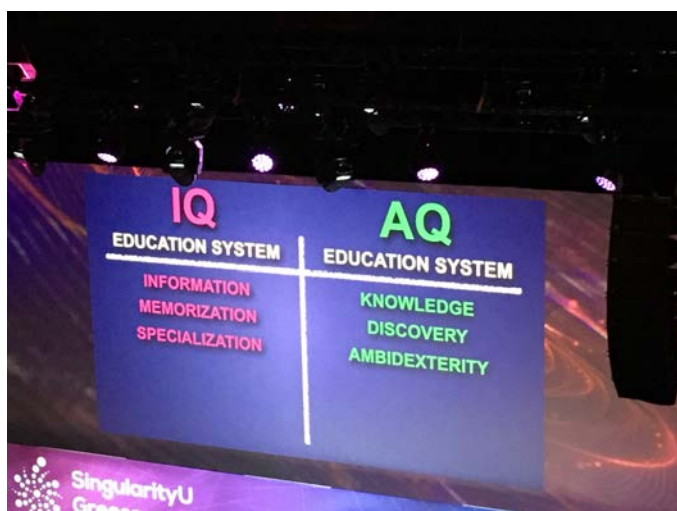 IQ
EDUCATION SYSTEM
INFORMATION
MEMORIZATION
SPECIALIZATION
AQ
EDUCATION SYSTEM
KNOWLEDGE
DISCOVERY
AMBIDEXTERITY
SingularityU